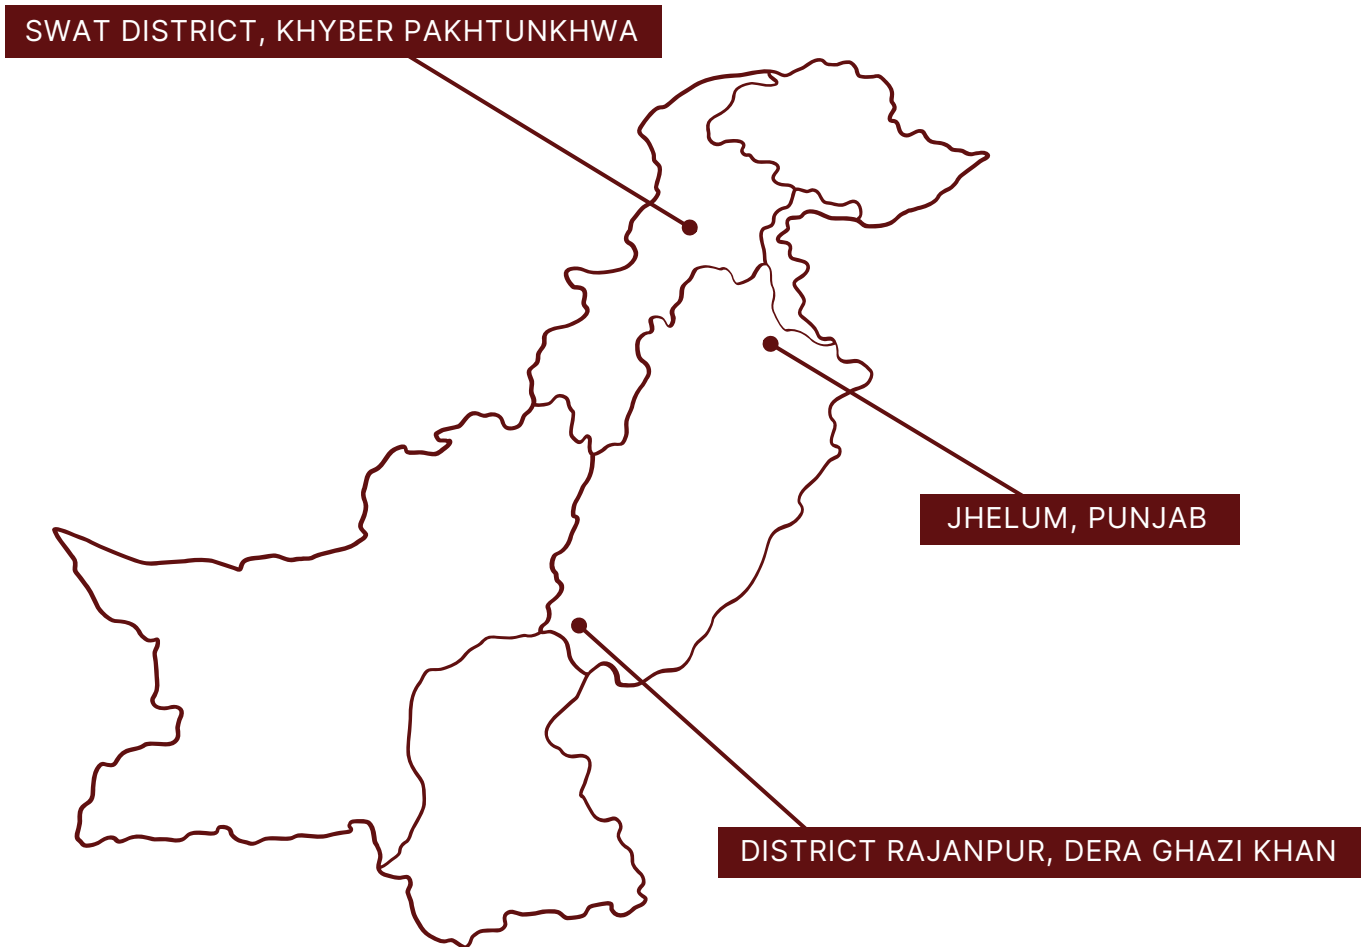 SWAT DISTRICT, KHYBER PAKHTUNKHWA
JHELUM, PUNJAB
DISTRICT RAJANPUR, DERA GHAZI KHAN